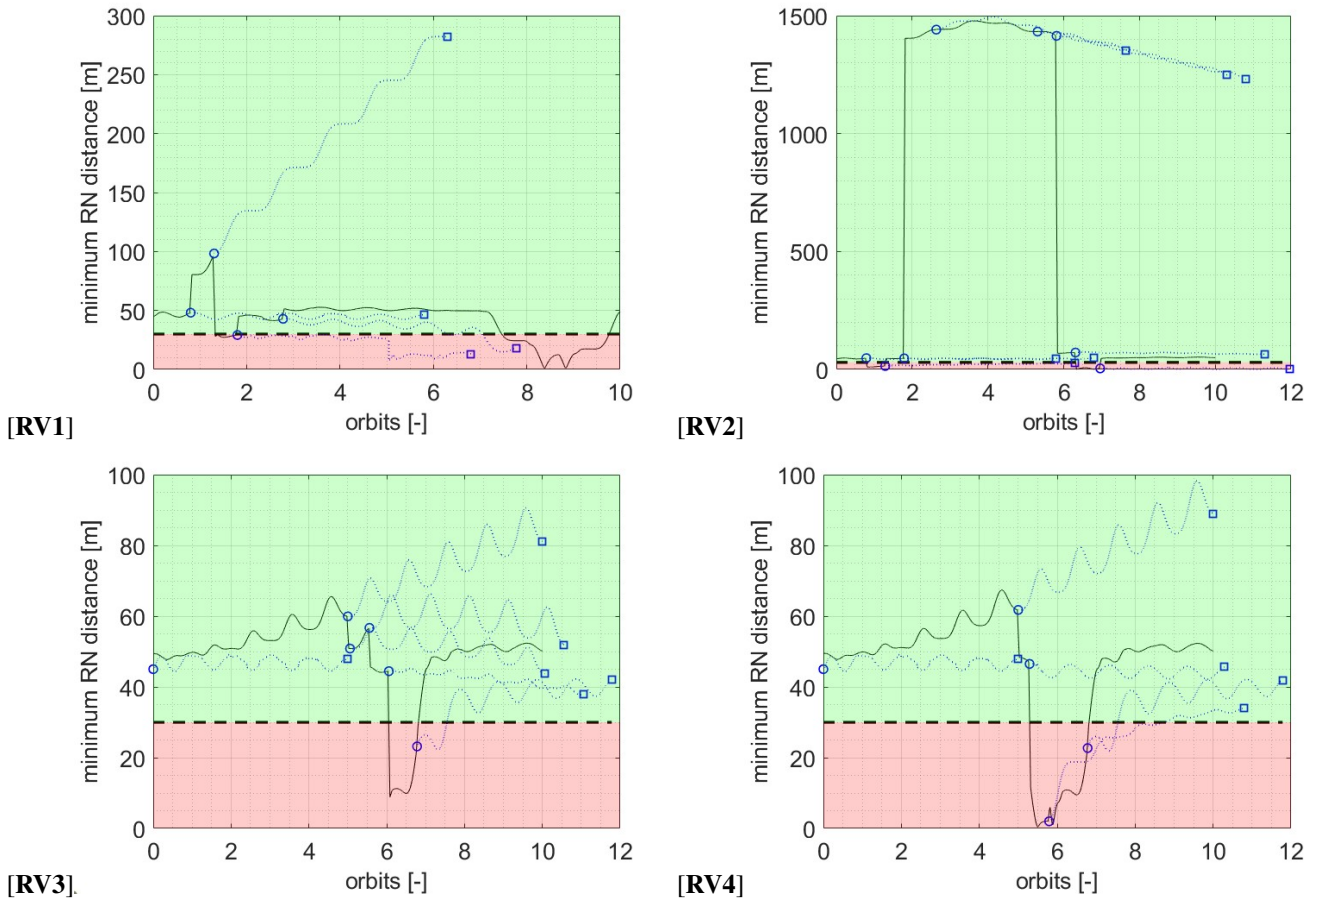 300
250
200
150
100
50
0
minimum RN distance [m]
0 2 4 6 8 10
orbits [-]
[RV1]
1500
1000
500
0
minimum RN distance [m]
0 2 4 6 8 10 12
orbits [-]
[RV2]
100
80
60
40
20
0
minimum RN distance [m]
0 2 4 6 8 10 12
orbits [-]
[RV3].
100
80
60
40
20
0
minimum RN distance [m]
0 2 4 6 8 10 12
orbits [-]
[RV4]